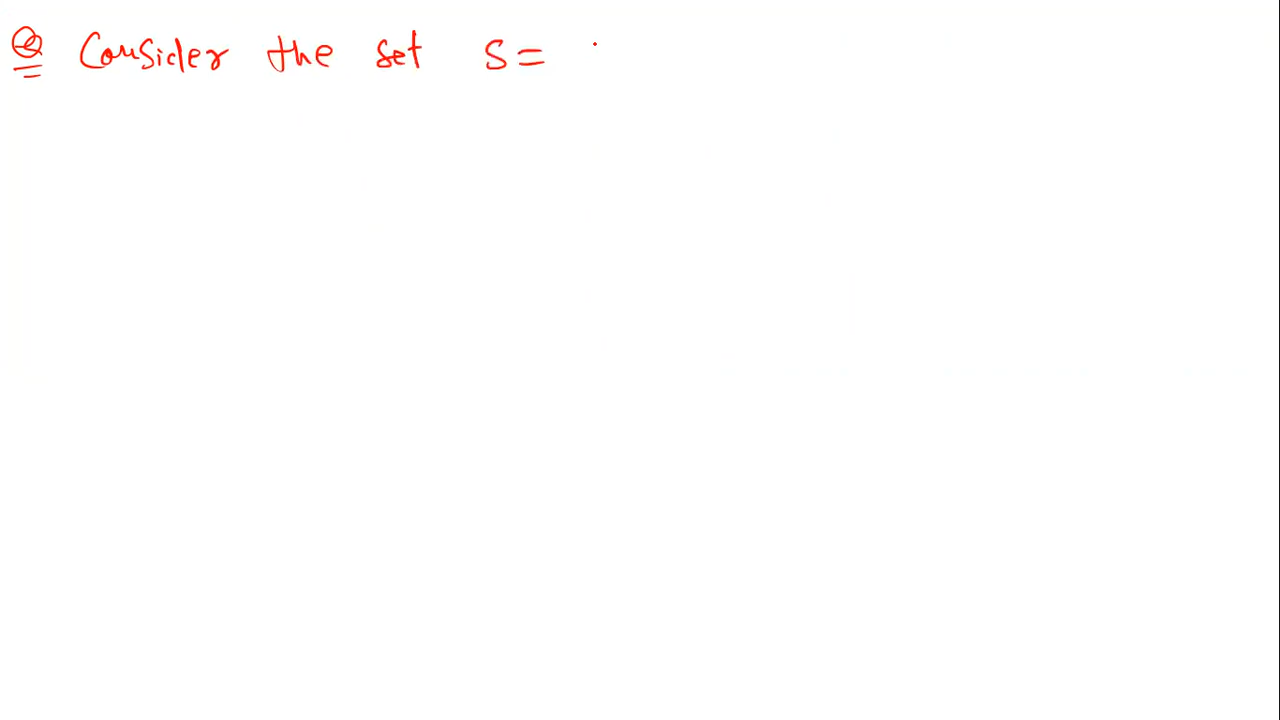 Q Consider the set S=